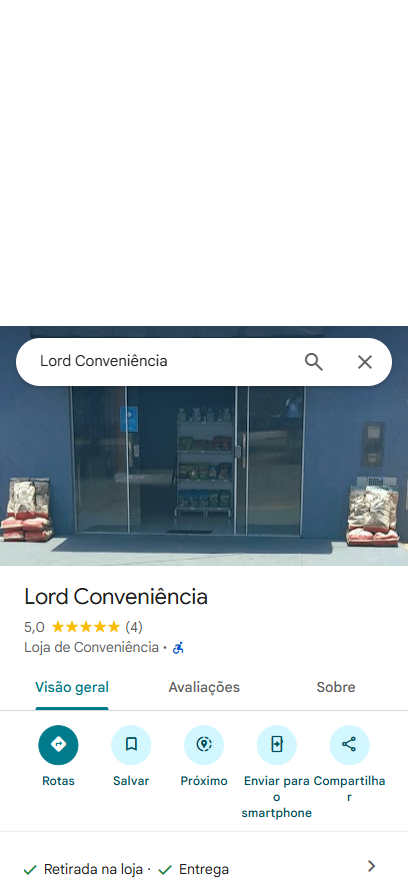 Lord Conveniência
Lord Conveniência
5,0 ★★★★★ (4)
Loja de Conveniência ·
Visão geral Avaliações Sobre
Rotas Salvar Próximo Enviar para o smartphone Compartilhar
✓ Retirada na loja · ✓ Entrega